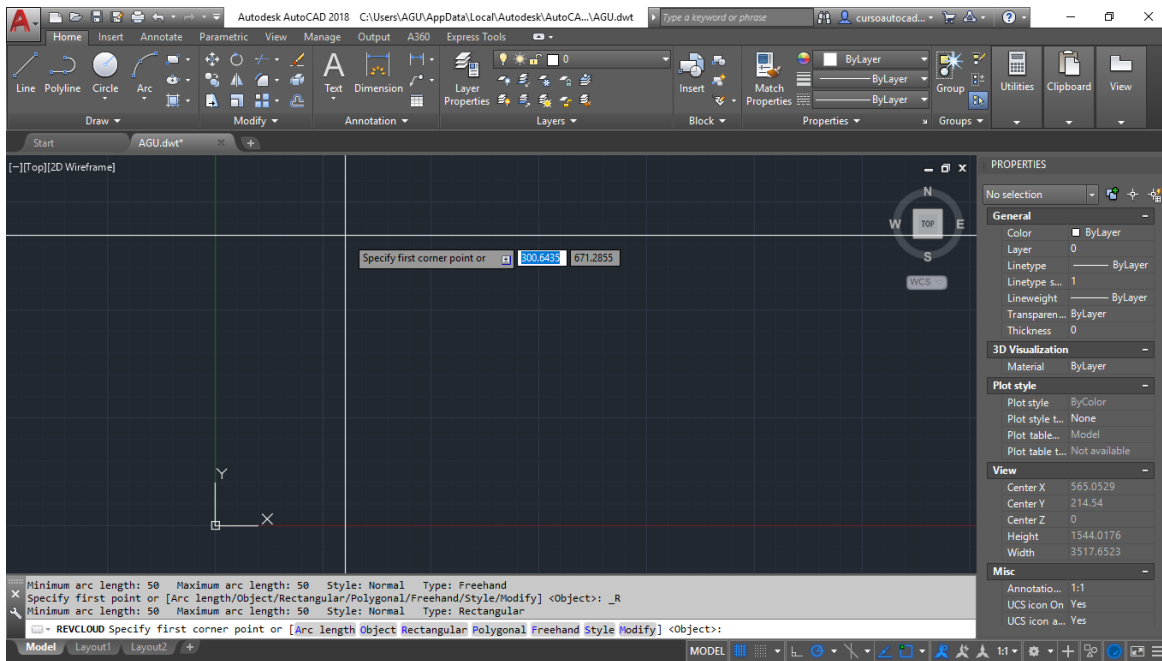 Autodesk AutoCAD 2018 C:\Users\AGU\AppData\Local\Autodesk\AutoCA...\AGU.dwt Type a keyword or phrase cursoautocad...
Home Insert Annotate Parametric View Manage Output A360 Express Tools
Line Polyline Circle Arc
Text Dimension
Layer Properties
0
Insert
Match Properties
ByLayer
ByLayer
ByLayer
Group
Utilities Clipboard View
Draw Modify Annotation Layers Block Properties Groups
Start AGU.dwt*
[−][Top][2D Wireframe]
N
W TOP E
S
WCS
Specify first corner point or 300.6435 671.2855
Y
X
PROPERTIES
No selection
General
Color ByLayer
Layer 0
Linetype ByLayer
Linetype s... 1
Lineweight ByLayer
Transparen... ByLayer
Thickness 0
3D Visualization
Material ByLayer
Plot style
Plot style ByColor
Plot style t... None
Plot table... Model
Plot table t... Not available
View
Center X 565.0529
Center Y 214.54
Center Z 0
Height 1544.0176
Width 3517.6523
Misc
Annotatio... 1:1
UCS icon On Yes
UCS icon a... Yes
Minimum arc length: 50 Maximum arc length: 50 Style: Normal Type: Freehand
Specify first point or [Arc length/Object/Rectangular/Polygonal/Freehand/Style/Modify] <Object>: _R
Minimum arc length: 50 Maximum arc length: 50 Style: Normal Type: Rectangular
REVCLOUD Specify first corner point or [Arc length Object Rectangular Polygonal Freehand Style Modify] <Object>:
Model Layout1 Layout2 +
MODEL 1:1